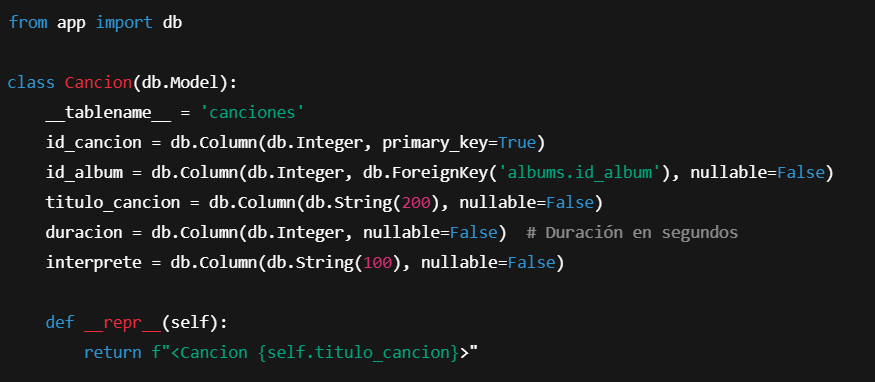 from app import db
class Cancion(db.Model):
    __tablename__ = 'canciones'
    id_cancion = db.Column(db.Integer, primary_key=True)
    id_album = db.Column(db.Integer, db.ForeignKey('albums.id_album'), nullable=False)
    titulo_cancion = db.Column(db.String(200), nullable=False)
    duracion = db.Column(db.Integer, nullable=False)  # Duración en segundos
    interprete = db.Column(db.String(100), nullable=False)
    def __repr__(self):
        return f"<Cancion {self.titulo_cancion}>"